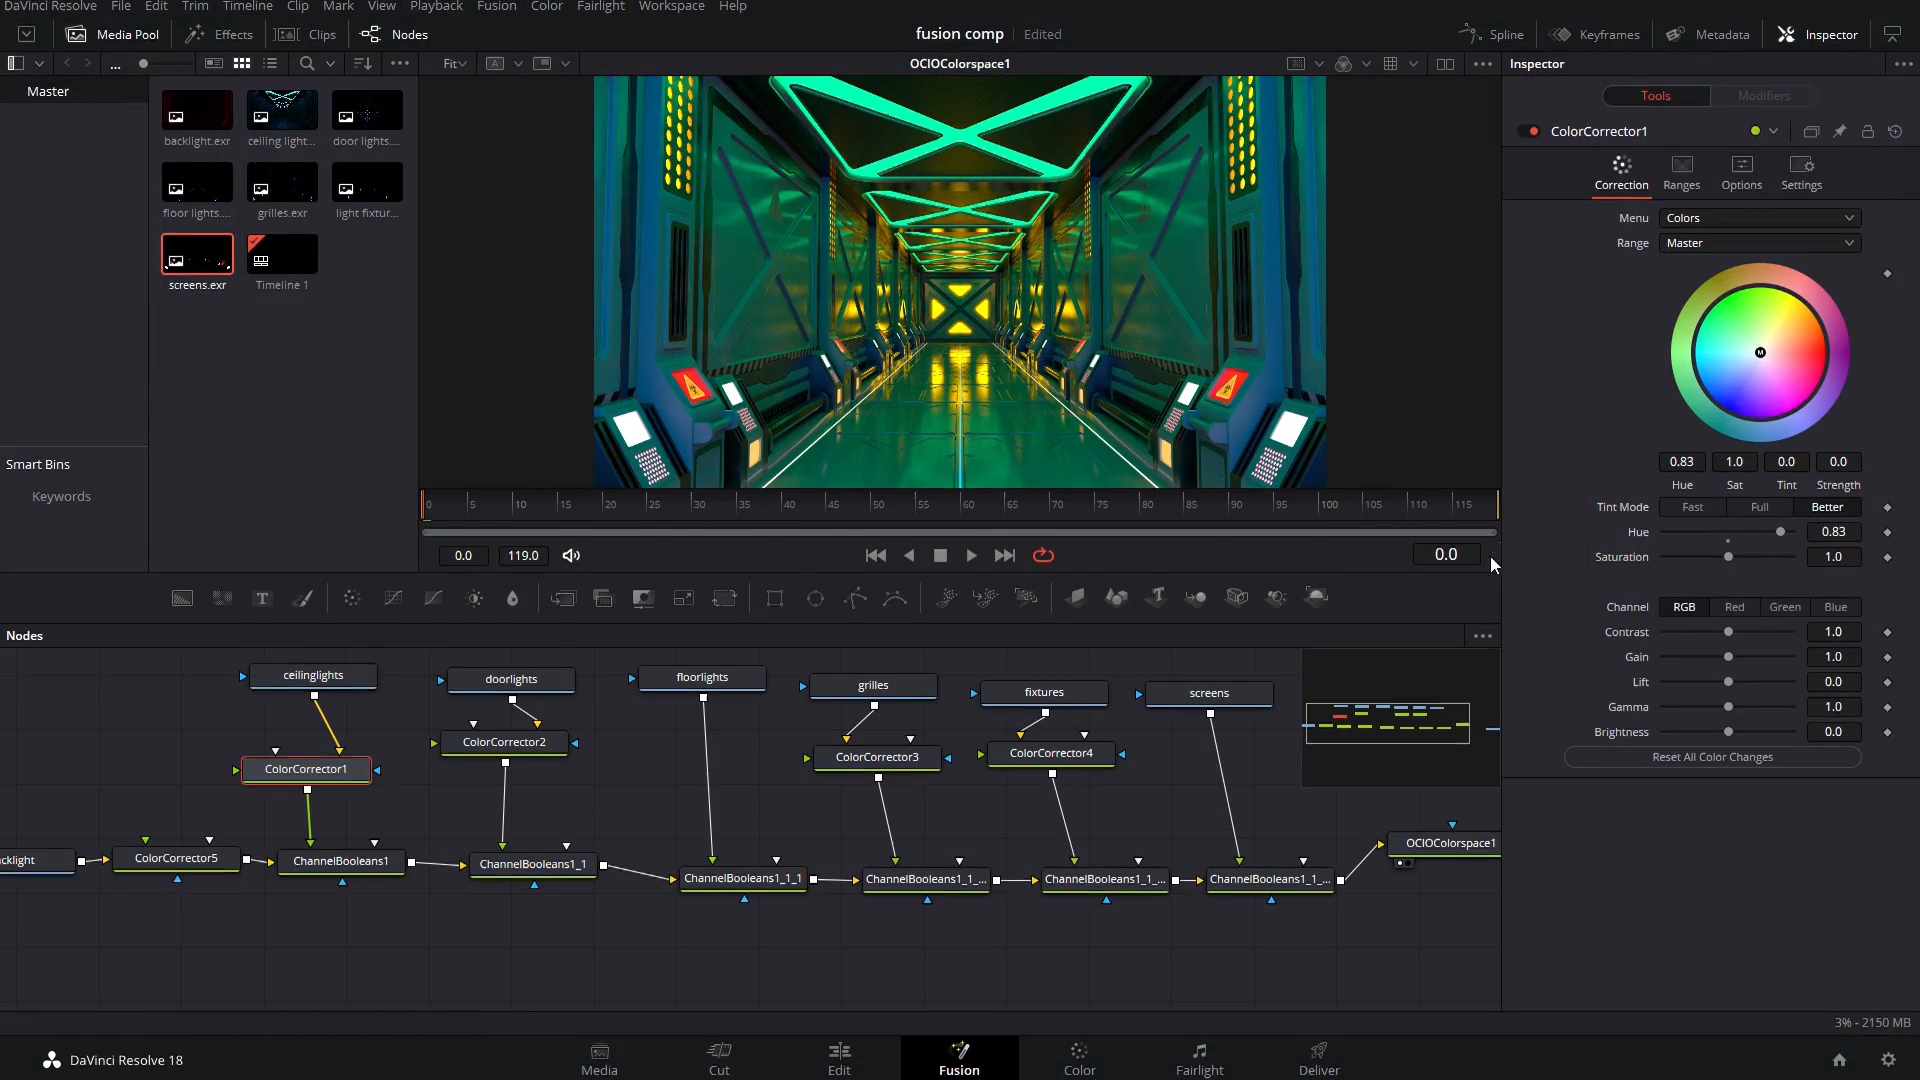 DaVinci Resolve File Edit Trim Timeline Clip Mark View Playback Fusion Color Fairlight Workspace Help
Media Pool Effects Clips Nodes fusion comp Edited Spline Keyframes Metadata Inspector
... Fit A OCIOColorspace1 Inspector
Master
Tools Modifiers
ColorCorrector1
backlight.exr ceiling light... door lights....
Correction Ranges Options Settings
floor lights.... grilles.exr light fixtur...
Menu Colors
Range Master
screens.exr Timeline 1
M
Smart Bins
Keywords
0.83 1.0 0.0 0.0
Hue Sat Tint Strength
0 5 10 15 20 25 30 35 40 45 50 55 60 65 70 75 80 85 90 95 100 105 110 115
Tint Mode Fast Full Better
Hue 0.83
0.0 119.0 0.0
Saturation 1.0
T
Channel RGB Red Green Blue
Nodes
Contrast 1.0
Gain 1.0
Lift 0.0
Gamma 1.0
Brightness 0.0
Reset All Color Changes
ceilinglights doorlights floorlights grilles fixtures screens
ColorCorrector1 ColorCorrector2 ColorCorrector3 ColorCorrector4
cklight ColorCorrector5 ChannelBooleans1 ChannelBooleans1_1 ChannelBooleans1_1_1 ChannelBooleans1_1_... ChannelBooleans1_1_... ChannelBooleans1_1_... OCIOColorspace1
3% - 2150 MB
DaVinci Resolve 18
Media Cut Edit Fusion Color Fairlight Deliver